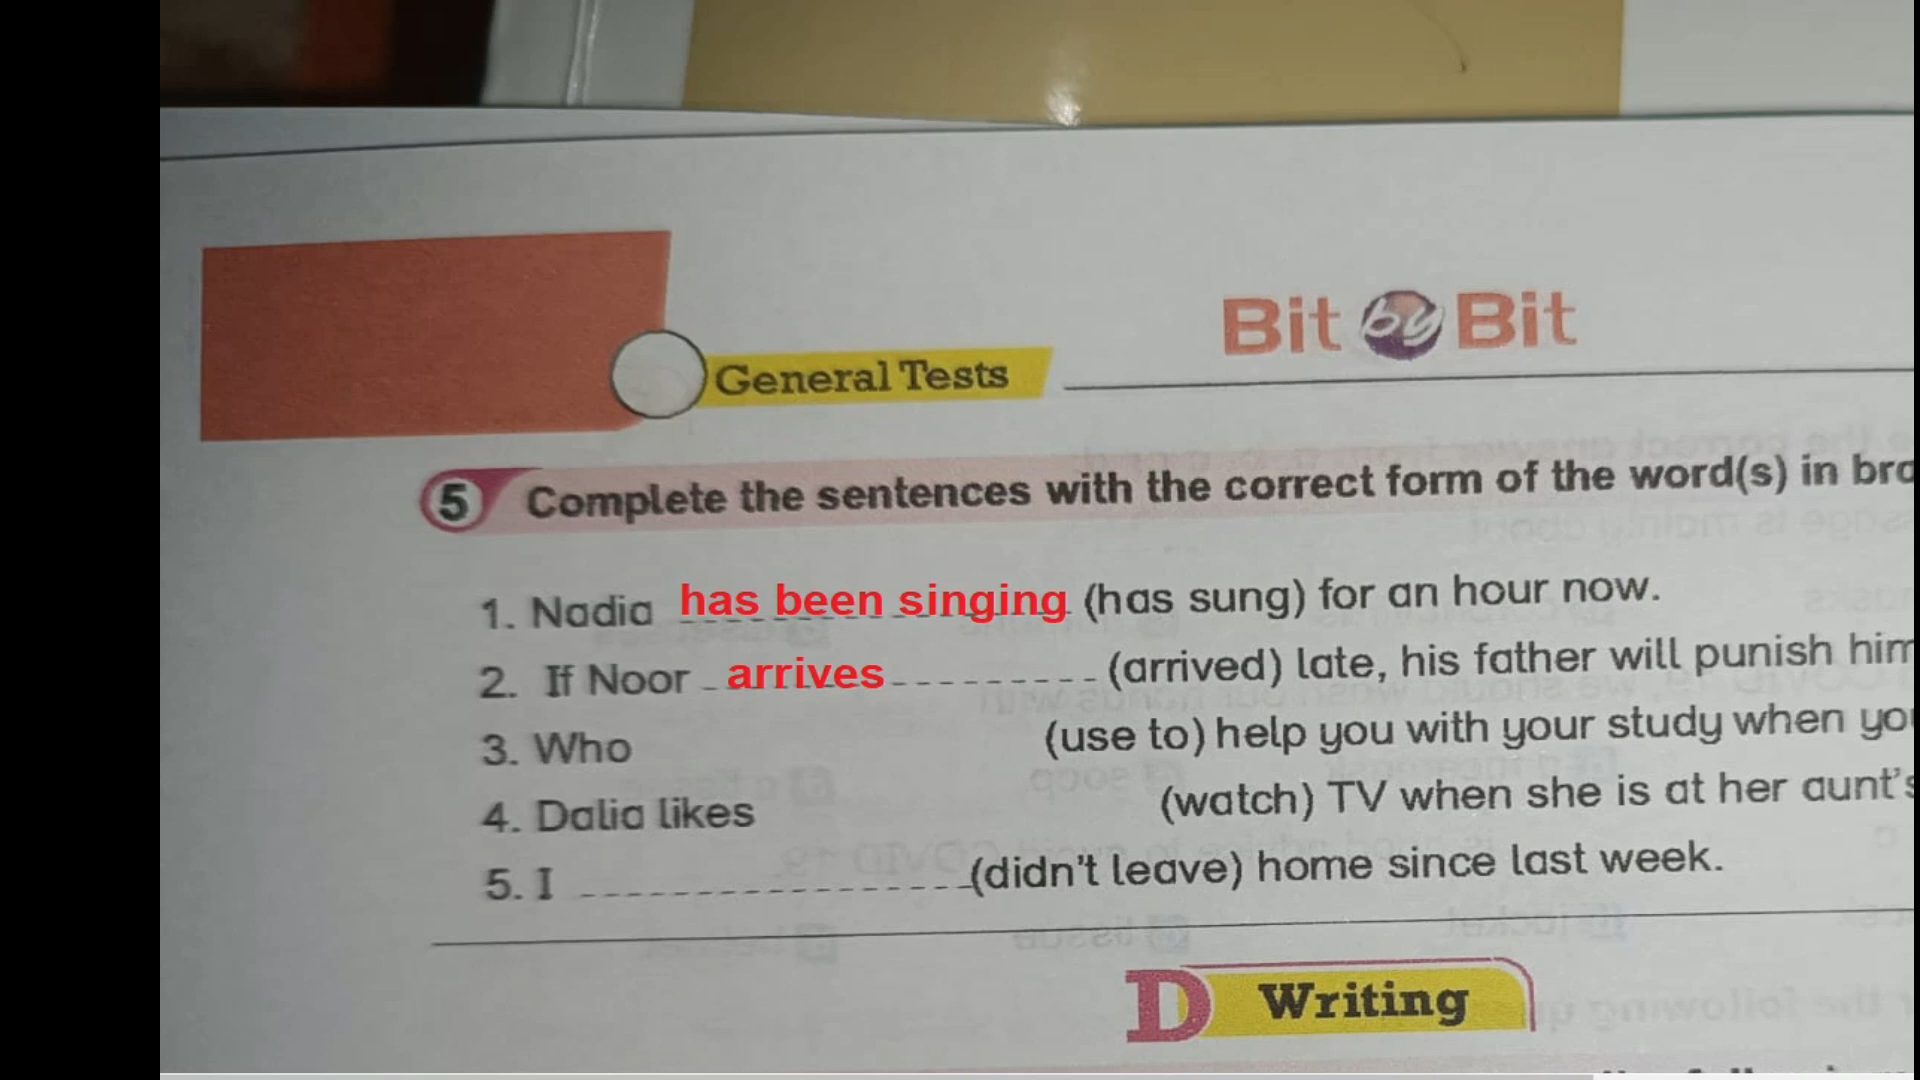 Bit by Bit
General Tests
5 Complete the sentences with the correct form of the word(s) in
1. Nadia has been singing (has sung) for an hour now.
2. If Noor arrives (arrived) late, his father will punish
3. Who (use to) help you with your study when
4. Dalia likes (watch) TV when she is at her aunt's
5. I (didn't leave) home since last week.
D Writing